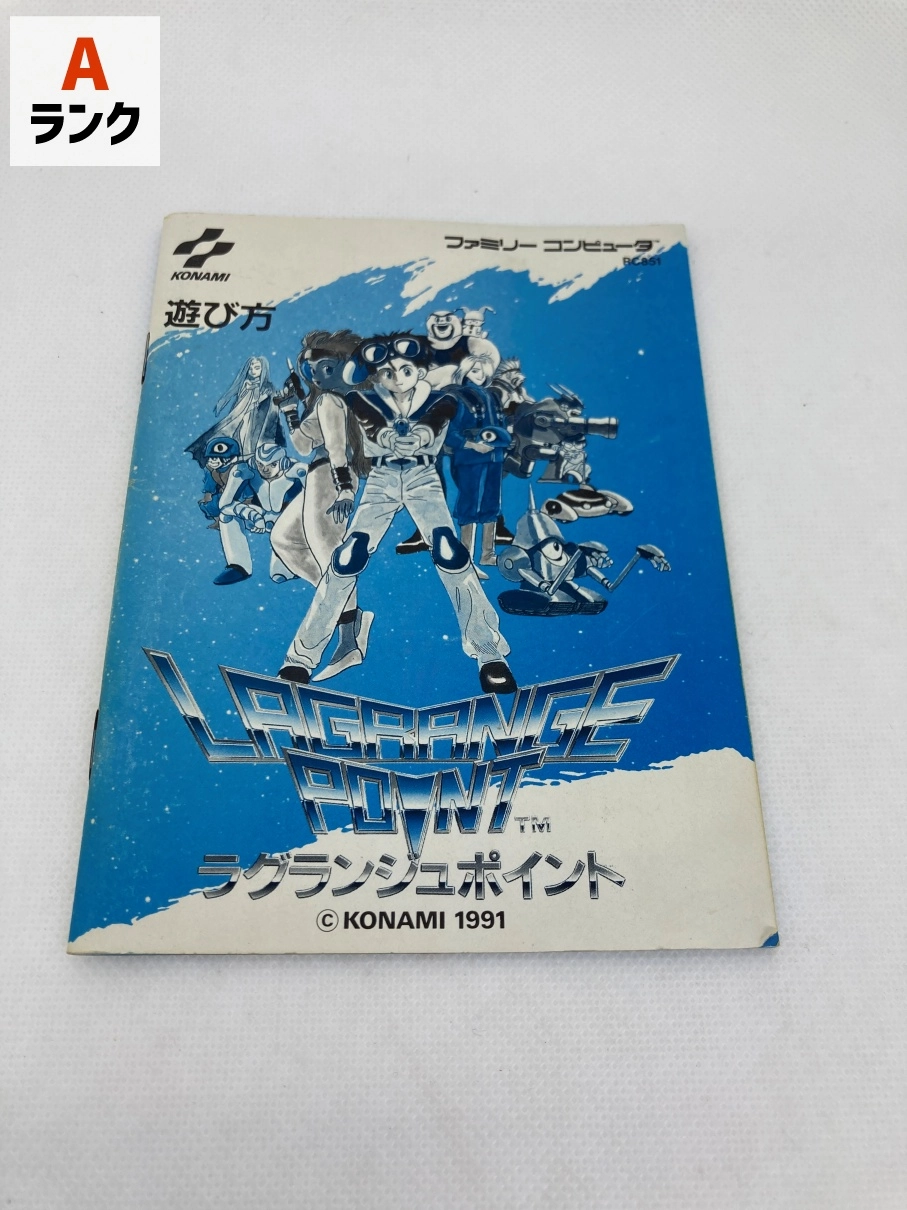 A
ランク
KONAMI
ファミリー コンピュータ
BC851
遊び方
LAGRANGE
POINT TM
ラグランジュポイント
© KONAMI 1991